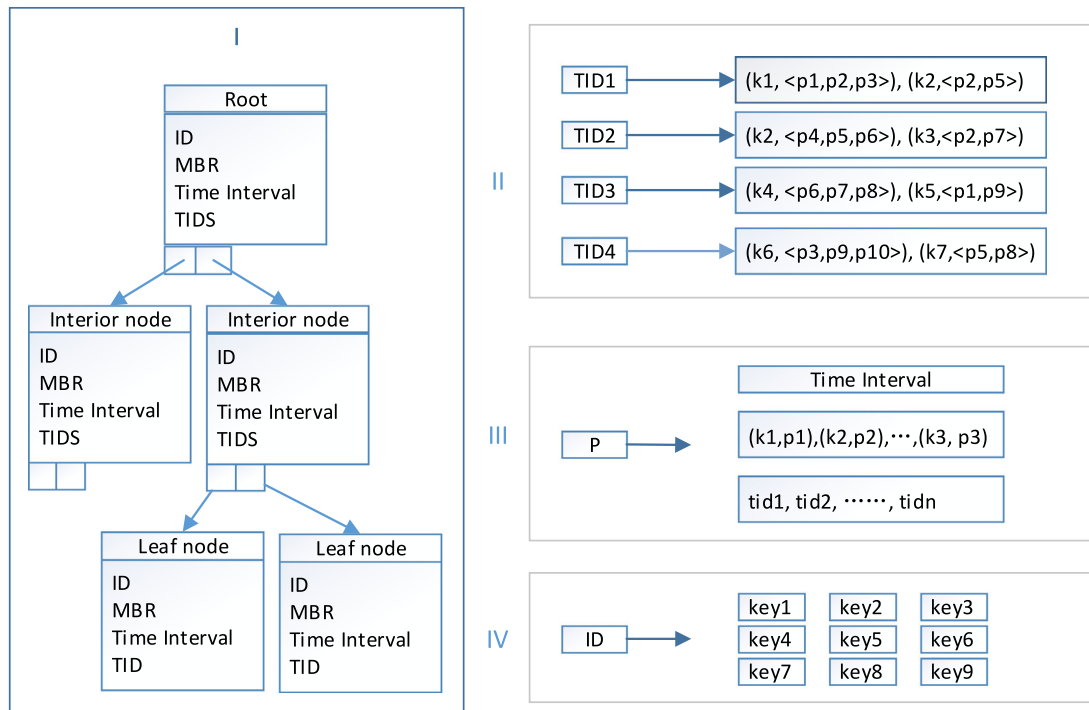 I
Root
ID
MBR
Time Interval
TIDS
Interior node
ID
MBR
Time Interval
TIDS
Interior node
ID
MBR
Time Interval
TIDS
Leaf node
ID
MBR
Time Interval
TID
Leaf node
ID
MBR
Time Interval
TID
II
TID1
(k1, <p1,p2,p3>), (k2,<p2,p5>)
TID2
(k2, <p4,p5,p6>), (k3,<p2,p7>)
TID3
(k4, <p6,p7,p8>), (k5,<p1,p9>)
TID4
(k6, <p3,p9,p10>), (k7,<p5,p8>)
III
P
Time Interval
(k1,p1),(k2,p2),⋯,(k3, p3)
tid1, tid2, ⋯⋯, tidn
IV
ID
key1 key2 key3
key4 key5 key6
key7 key8 key9